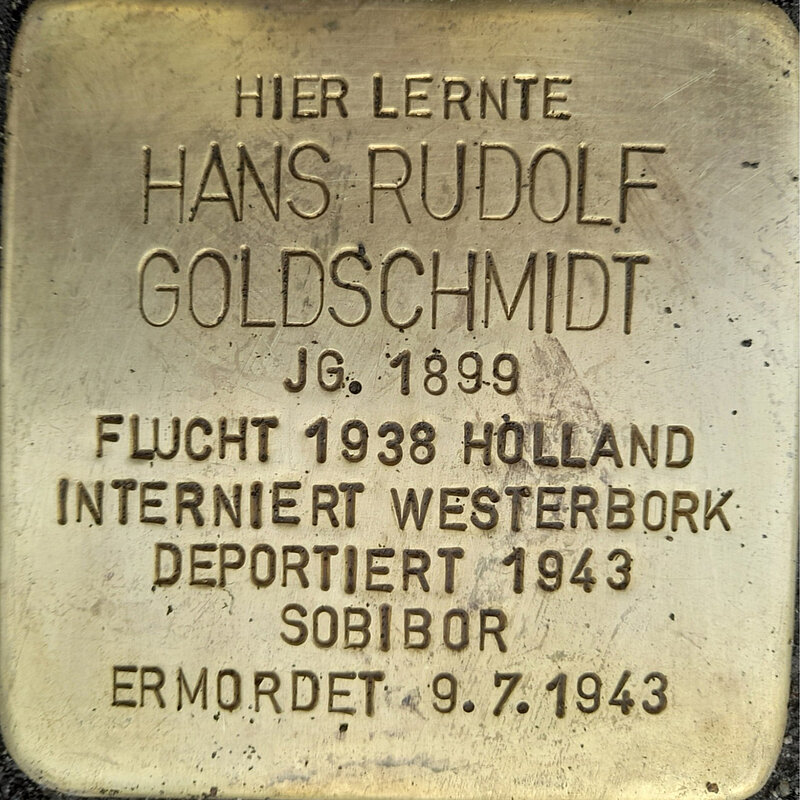 HIER LERNTE
HANS RUDOLF
GOLDSCHMIDT
JG. 1899
FLUCHT 1938 HOLLAND
INTERNIERT WESTERBORK
DEPORTIERT 1943
SOBIBOR
ERMORDET 9.7.1943